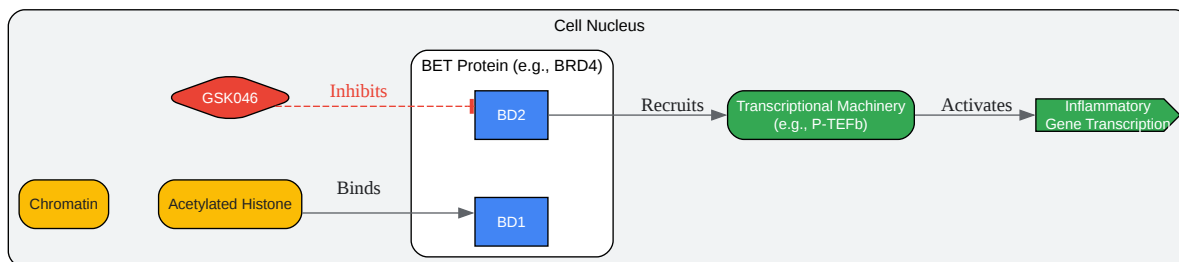 Cell Nucleus
BET Protein (e.g., BRD4)
GSK046
Inhibits
BD2
Recruits
Transcriptional Machinery
(e.g., P-TEFb)
Activates
Inflammatory
Gene Transcription
Chromatin
Acetylated Histone
Binds
BD1